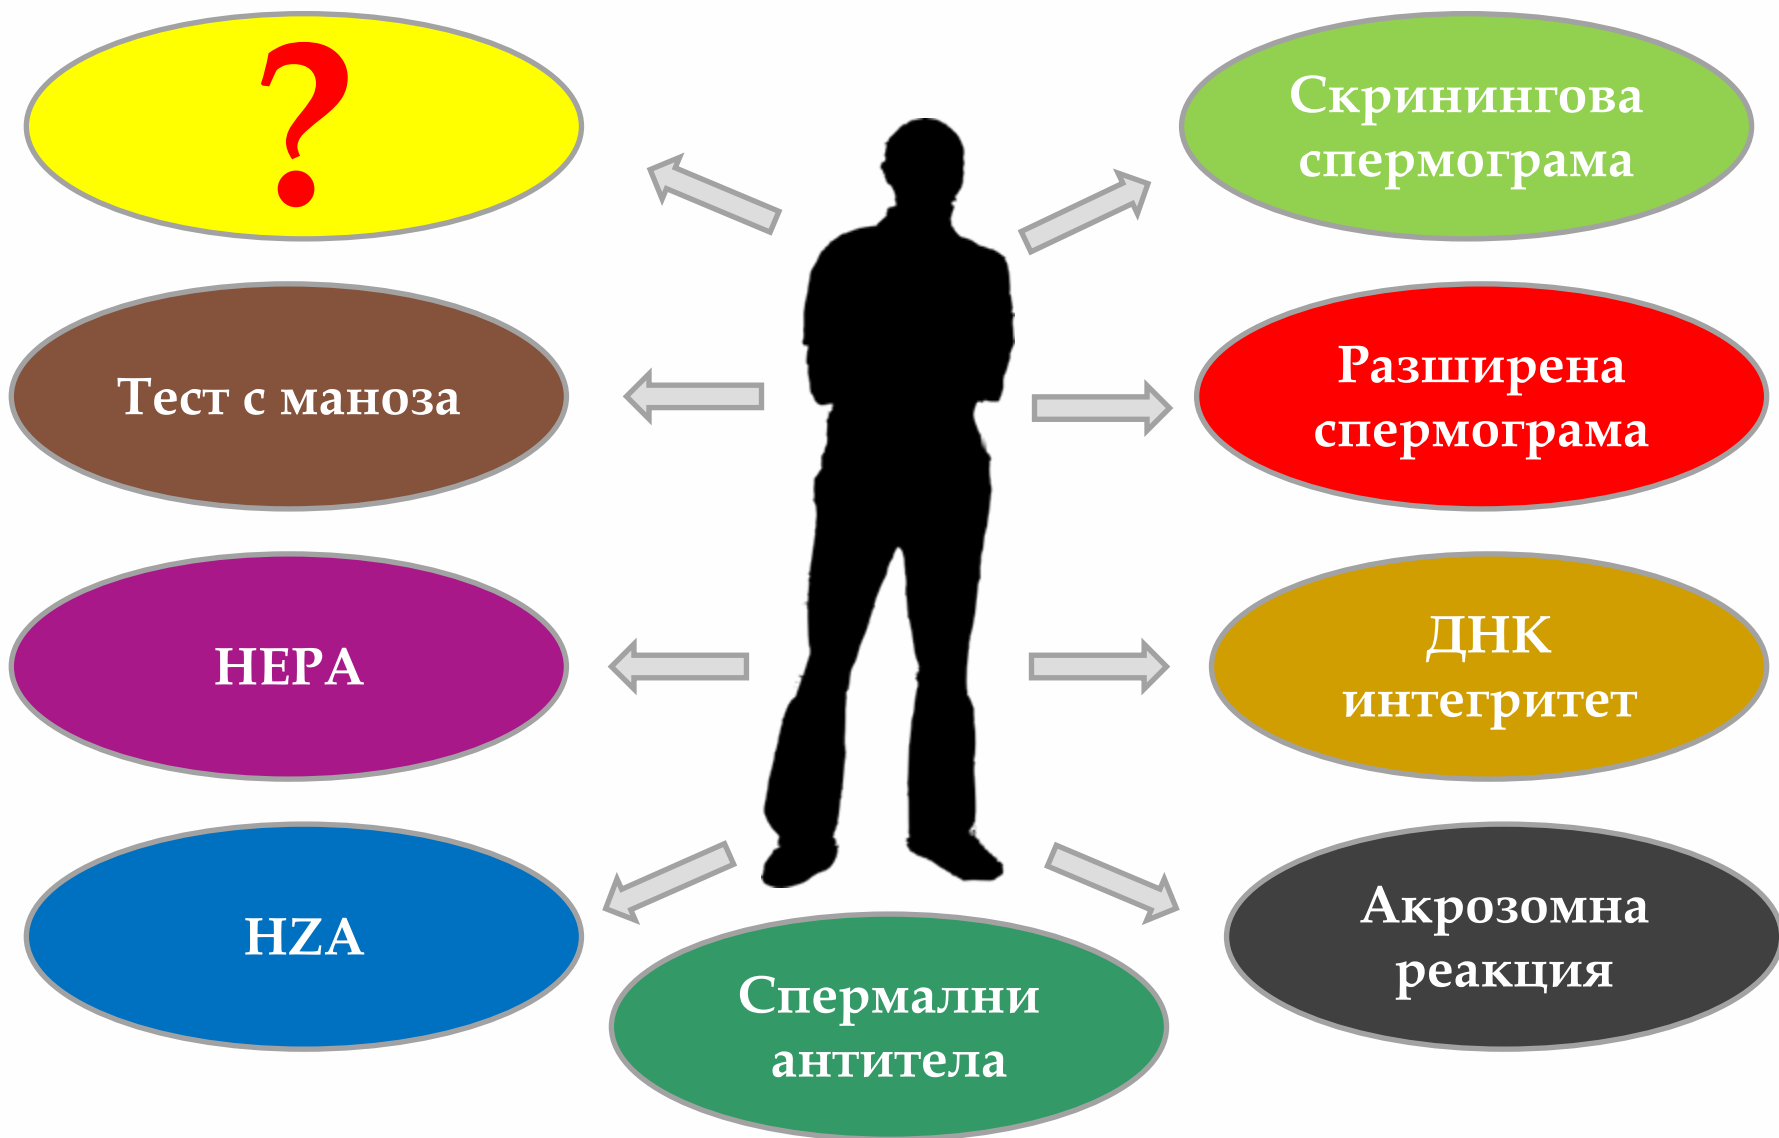 ?
Скринингова
спермограма
Тест с маноза
Разширена
спермограма
HEPA
ДНК
интегритет
HZA
Акрозомна
реакция
Спермални
антитела